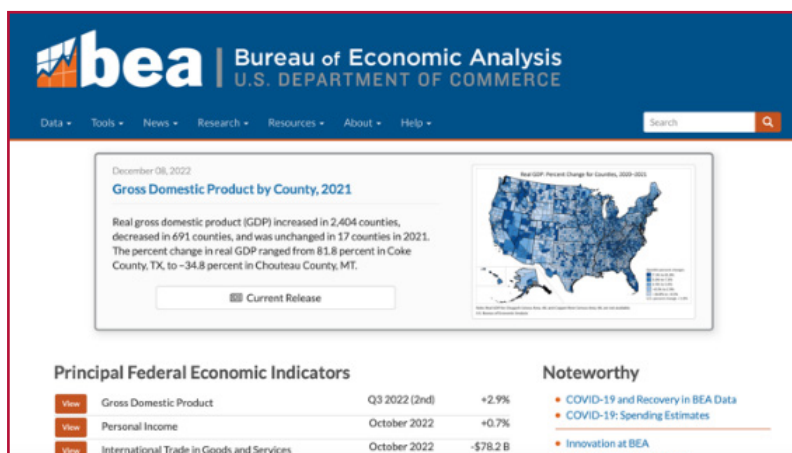 bea
Bureau of Economic Analysis
U.S. DEPARTMENT OF COMMERCE
Data
Tools
News
Research
Resources
About
Help
Search
December 08, 2022
Gross Domestic Product by County, 2021
Real gross domestic product (GDP) increased in 2,404 counties,
decreased in 691 counties, and was unchanged in 17 counties in 2021.
The percent change in real GDP ranged from 81.8 percent in Coke
County, TX, to −34.8 percent in Chouteau County, MT.
Current Release
Real GDP: Percent Change for Counties, 2020–2021
U.S. Bureau of Economic Analysis
Principal Federal Economic Indicators
View Gross Domestic Product Q3 2022 (2nd) +2.9%
View Personal Income October 2022 +0.7%
View International Trade in Goods and Services October 2022 -$78.2 B
Noteworthy
COVID-19 and Recovery in BEA Data
COVID-19: Spending Estimates
Innovation at BEA